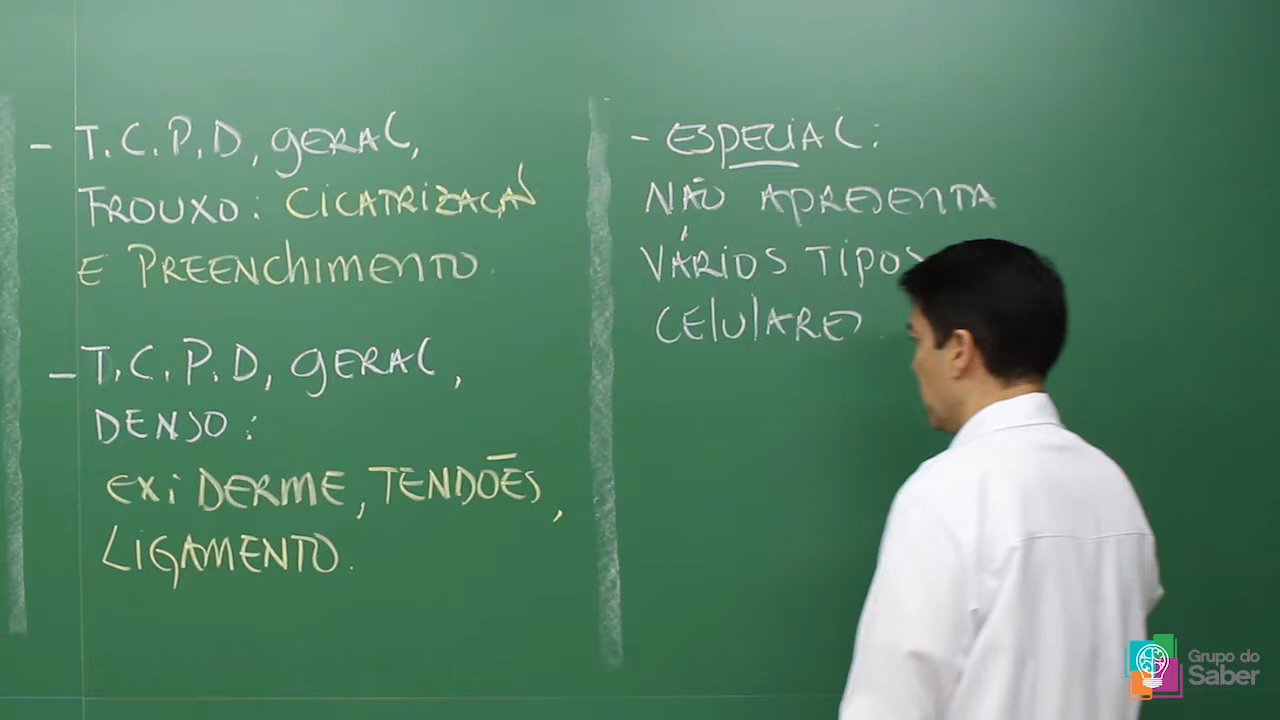 - T.C.P.D, geral,
Frouxo: Cicatrização
e Preenchimento.
- T.C.P.D, geral,
Denso:
ex: Derme, Tendões,
Ligamento.
- Especial:
Não apresenta
vários tipos
celulares
Grupo do
Saber